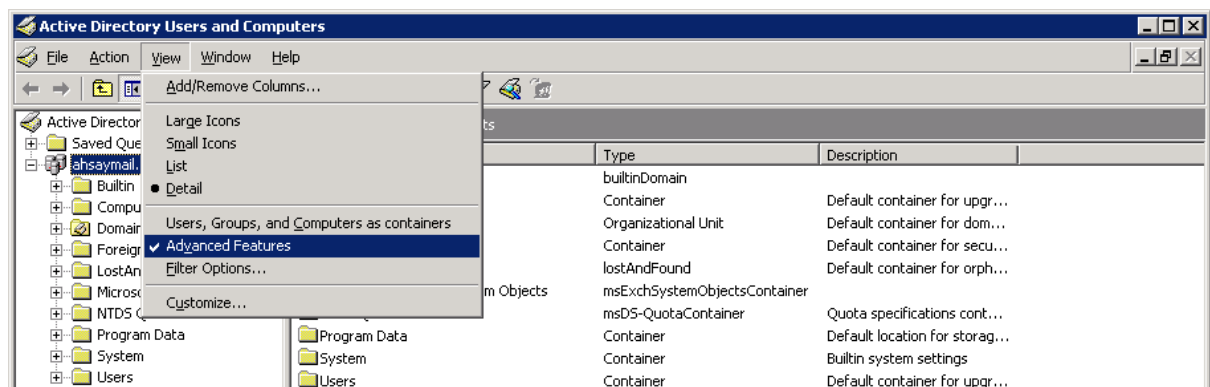 Active Directory Users and Computers
File Action View Window Help
Add/Remove Columns...
Large Icons
Small Icons
List
Detail
Users, Groups, and Computers as containers
Advanced Features
Filter Options...
Customize...
Active Director
Saved Que
ahsaymail.
Builtin
Compu
Domain
Foreign
LostAn
Microso
NTDS
Program Data
System
Users
ts
Type Description
builtinDomain
Container Default container for upgr...
Organizational Unit Default container for dom...
Container Default container for secu...
lostAndFound Default container for orph...
m Objects msExchSystemObjectsContainer
msDS-QuotaContainer Quota specifications cont...
Program Data Container Default location for storag...
System Container Builtin system settings
Users Container Default container for upgr...